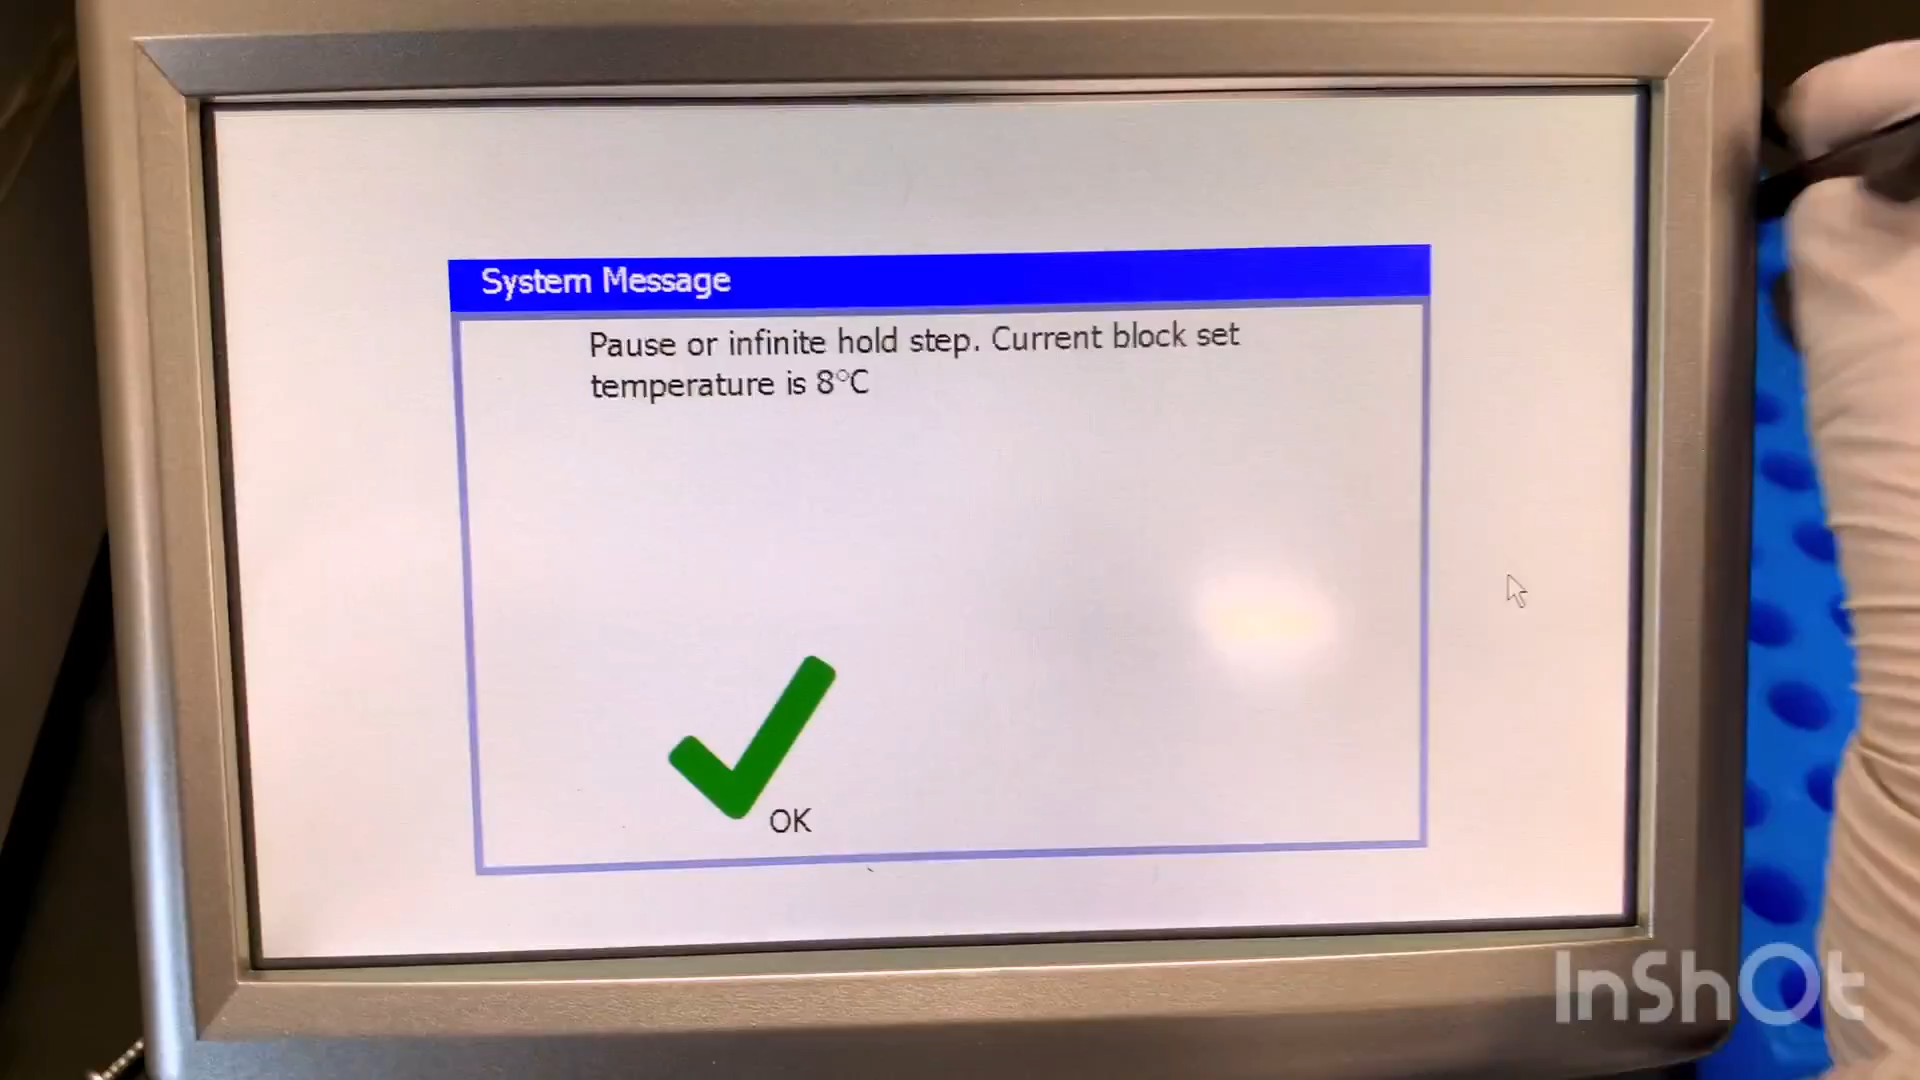 System Message
Pause or infinite hold step. Current block set
temperature is 8°C
OK
InShOt